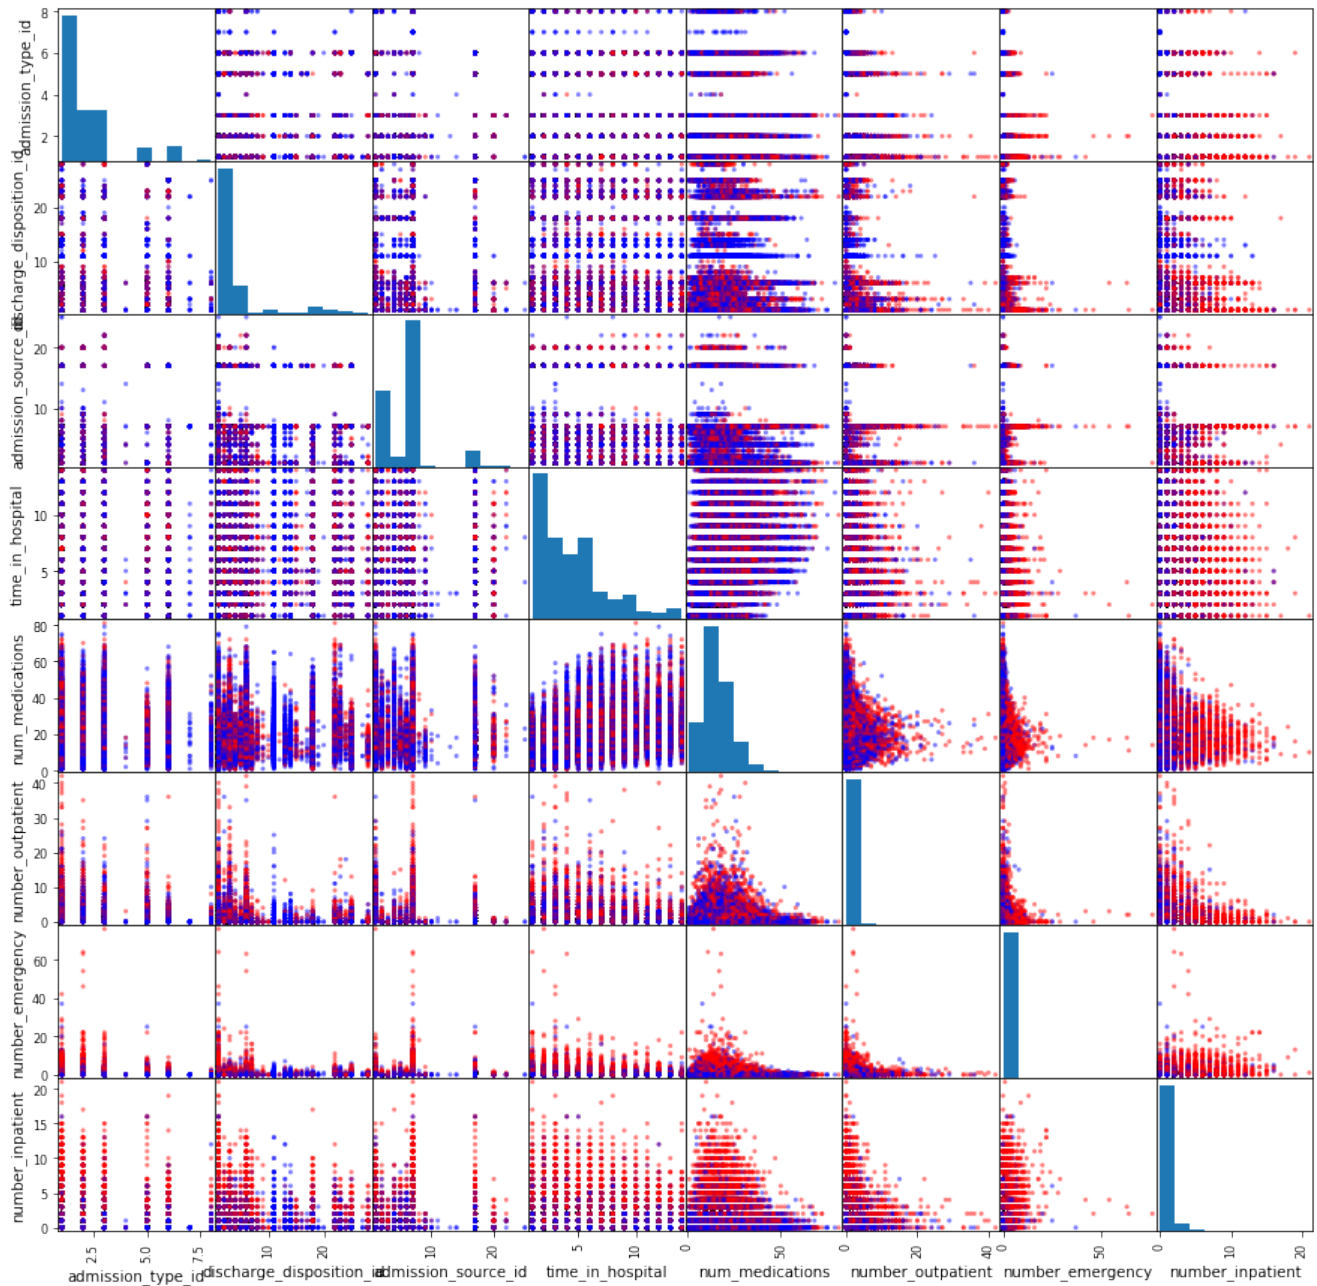 8
6
4
2
admission_type_id
20
10
discharge_disposition_id
20
10
admission_source_id
10
5
time_in_hospital
80
60
40
20
0
num_medications
40
30
20
10
0
number_outpatient
60
40
20
0
number_emergency
20
15
10
5
0
number_inpatient
2.5 5.0 7.5 10 20 10 20 5 10 0 50 0 20 40 0 50 0 10 20
admission_type_id discharge_disposition_id admission_source_id time_in_hospital num_medications number_outpatient number_emergency number_inpatient